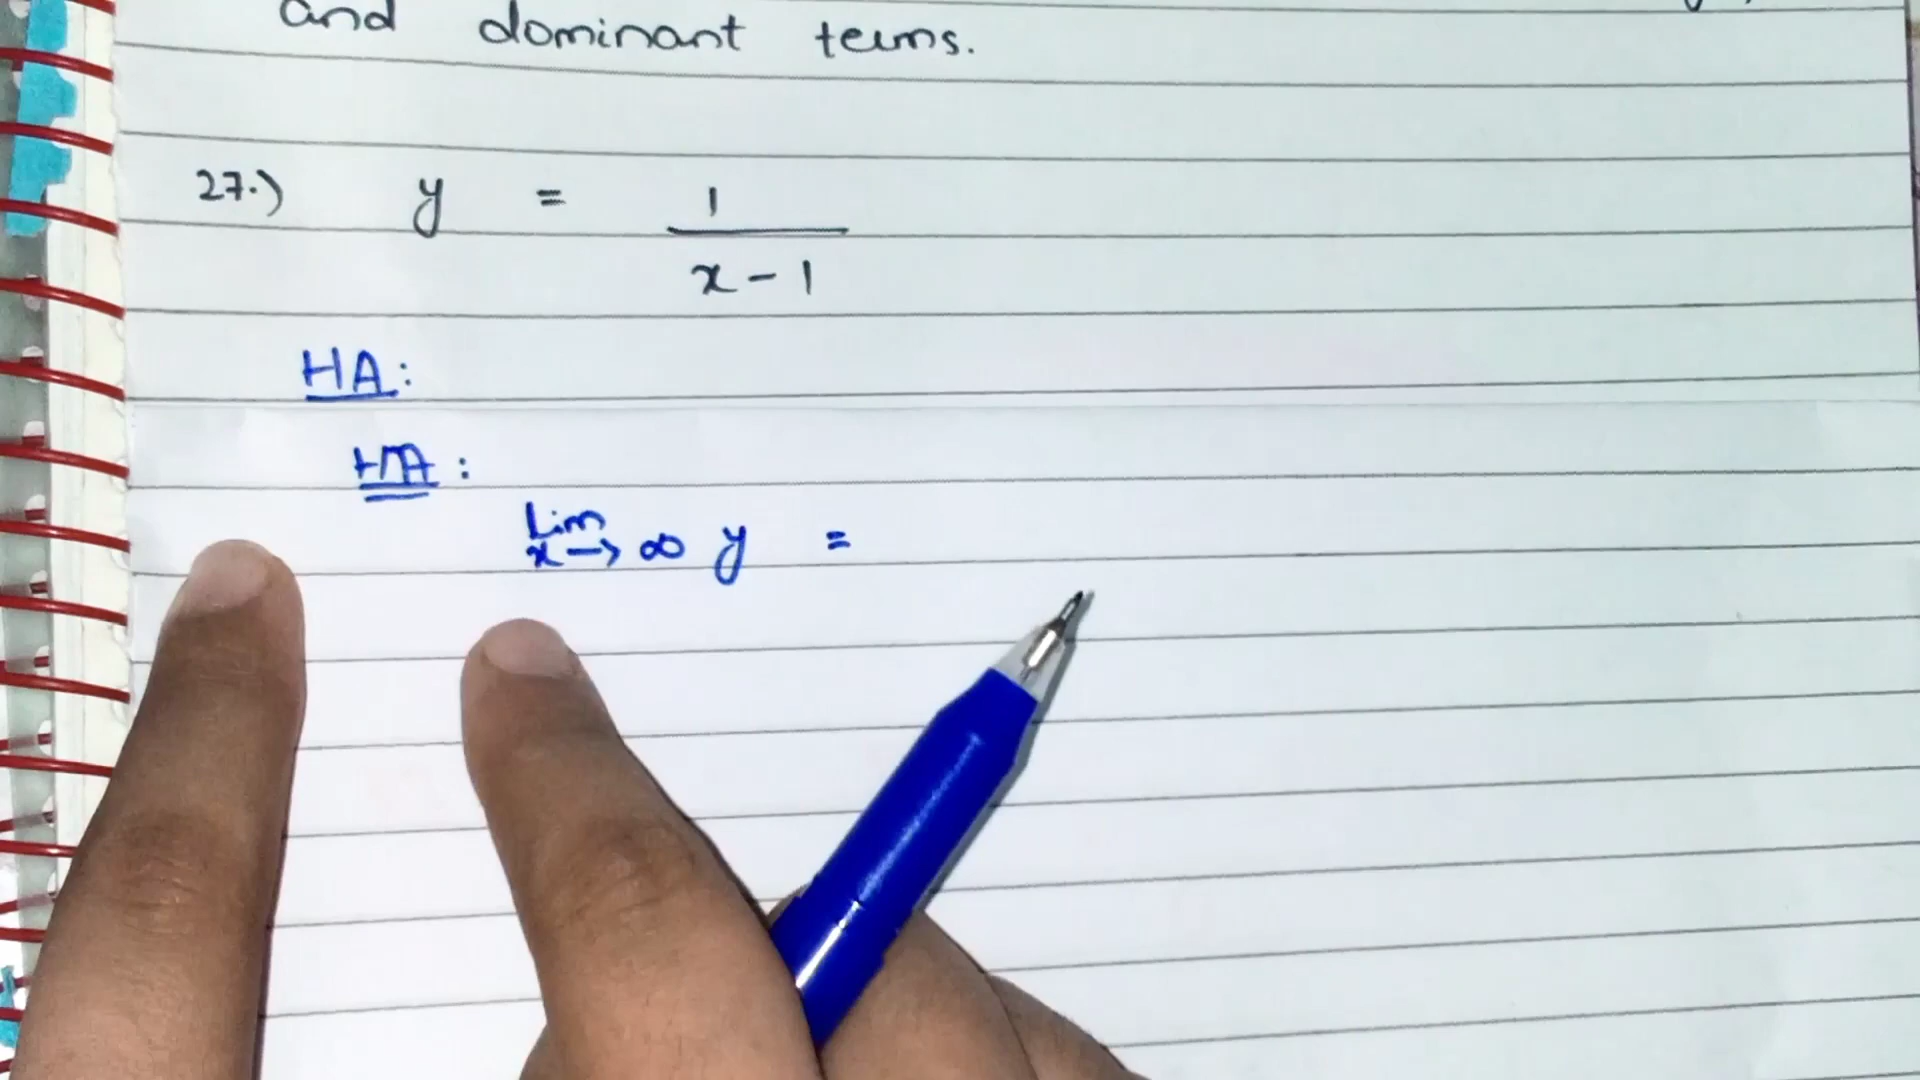 and dominant terms.
27.) y = 1 / x - 1
HA:
HA:
lim x→∞ y =